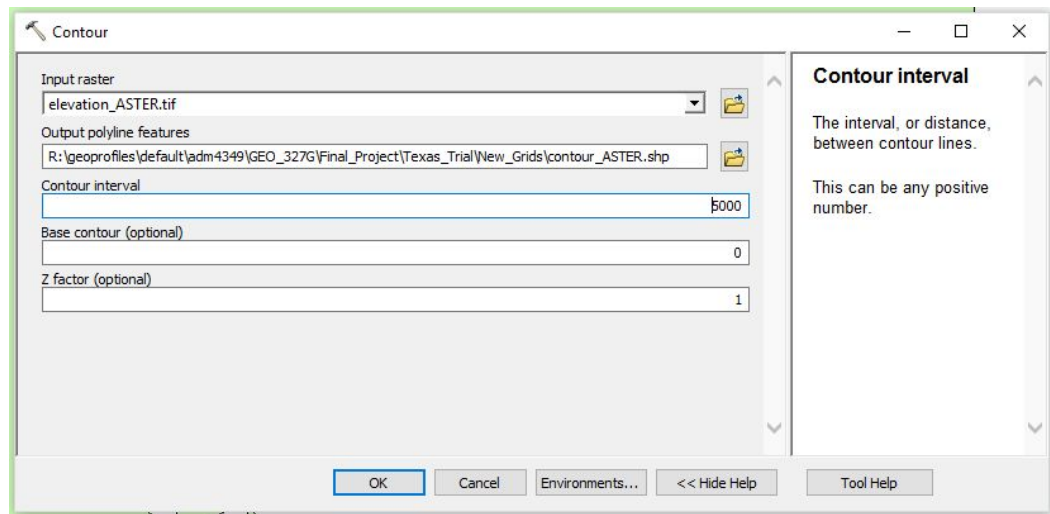 Contour
Input raster
elevation_ASTER.tif
Output polyline features
R:\geoprofiles\default\adm4349\GEO_327G\Final_Project\Texas_Trial\New_Grids\contour_ASTER.shp
Contour interval
5000
Base contour (optional)
0
Z factor (optional)
1
Contour interval
The interval, or distance,
between contour lines.
This can be any positive
number.
OK
Cancel
Environments...
<< Hide Help
Tool Help